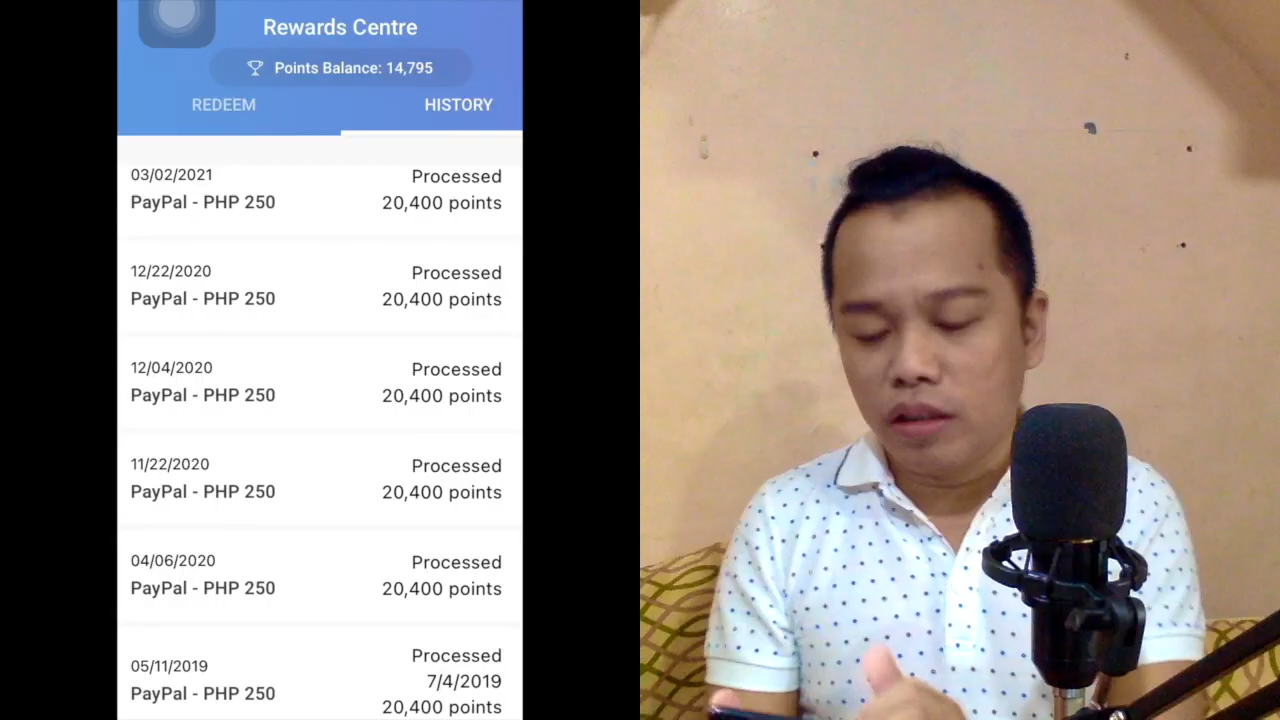 Rewards Centre
Points Balance: 14,795
REDEEM
HISTORY
03/02/2021
Processed
PayPal - PHP 250
20,400 points
12/22/2020
Processed
PayPal - PHP 250
20,400 points
12/04/2020
Processed
PayPal - PHP 250
20,400 points
11/22/2020
Processed
PayPal - PHP 250
20,400 points
04/06/2020
Processed
PayPal - PHP 250
20,400 points
05/11/2019
Processed
7/4/2019
PayPal - PHP 250
20,400 points